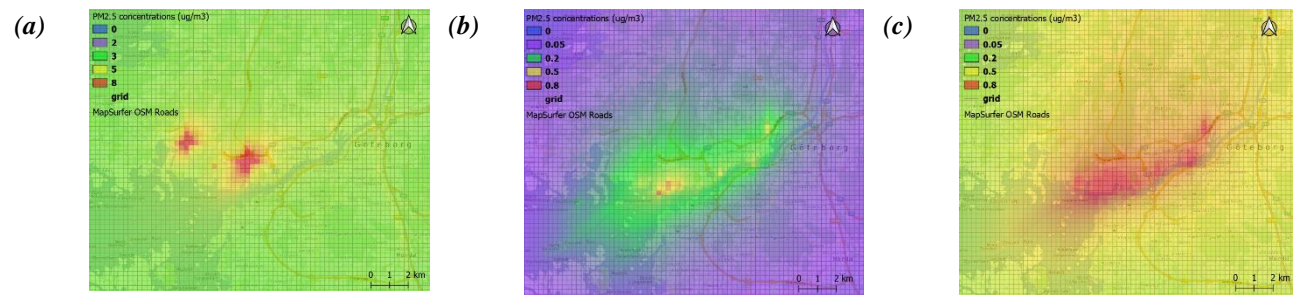 (a)
PM2.5 concentrations (ug/m3)
0
2
3
5
8
grid
MapSurfer OSM Roads
Göteborg
0 1 2 km
(b)
PM2.5 concentrations (ug/m3)
0
0.05
0.2
0.5
0.8
grid
MapSurfer OSM Roads
Göteborg
0 1 2 km
(c)
PM2.5 concentrations (ug/m3)
0
0.05
0.2
0.5
0.8
grid
MapSurfer OSM Roads
Göteborg
0 1 2 km